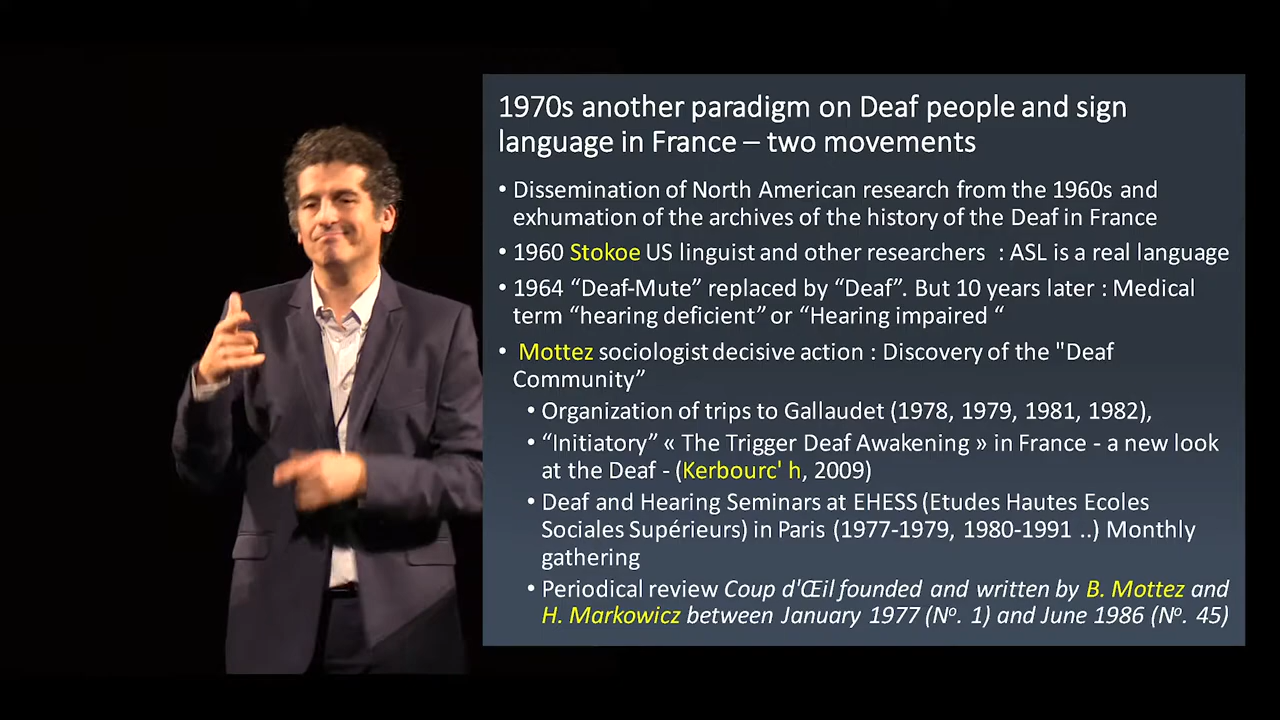 1970s another paradigm on Deaf people and sign
language in France – two movements
• Dissemination of North American research from the 1960s and
exhumation of the archives of the history of the Deaf in France
• 1960 Stokoe US linguist and other researchers  : ASL is a real language
• 1964 “Deaf-Mute” replaced by “Deaf”. But 10 years later : Medical
term “hearing deficient” or “Hearing impaired “
• Mottez sociologist decisive action : Discovery of the "Deaf
Community”
• Organization of trips to Gallaudet (1978, 1979, 1981, 1982),
• “Initiatory” « The Trigger Deaf Awakening » in France - a new look
at the Deaf - (Kerbourc' h, 2009)
• Deaf and Hearing Seminars at EHESS (Etudes Hautes Ecoles
Sociales Supérieurs) in Paris (1977-1979, 1980-1991 ..) Monthly
gathering
• Periodical review Coup d'Œil founded and written by B. Mottez and
H. Markowicz between January 1977 (Nº. 1) and June 1986 (Nº. 45)